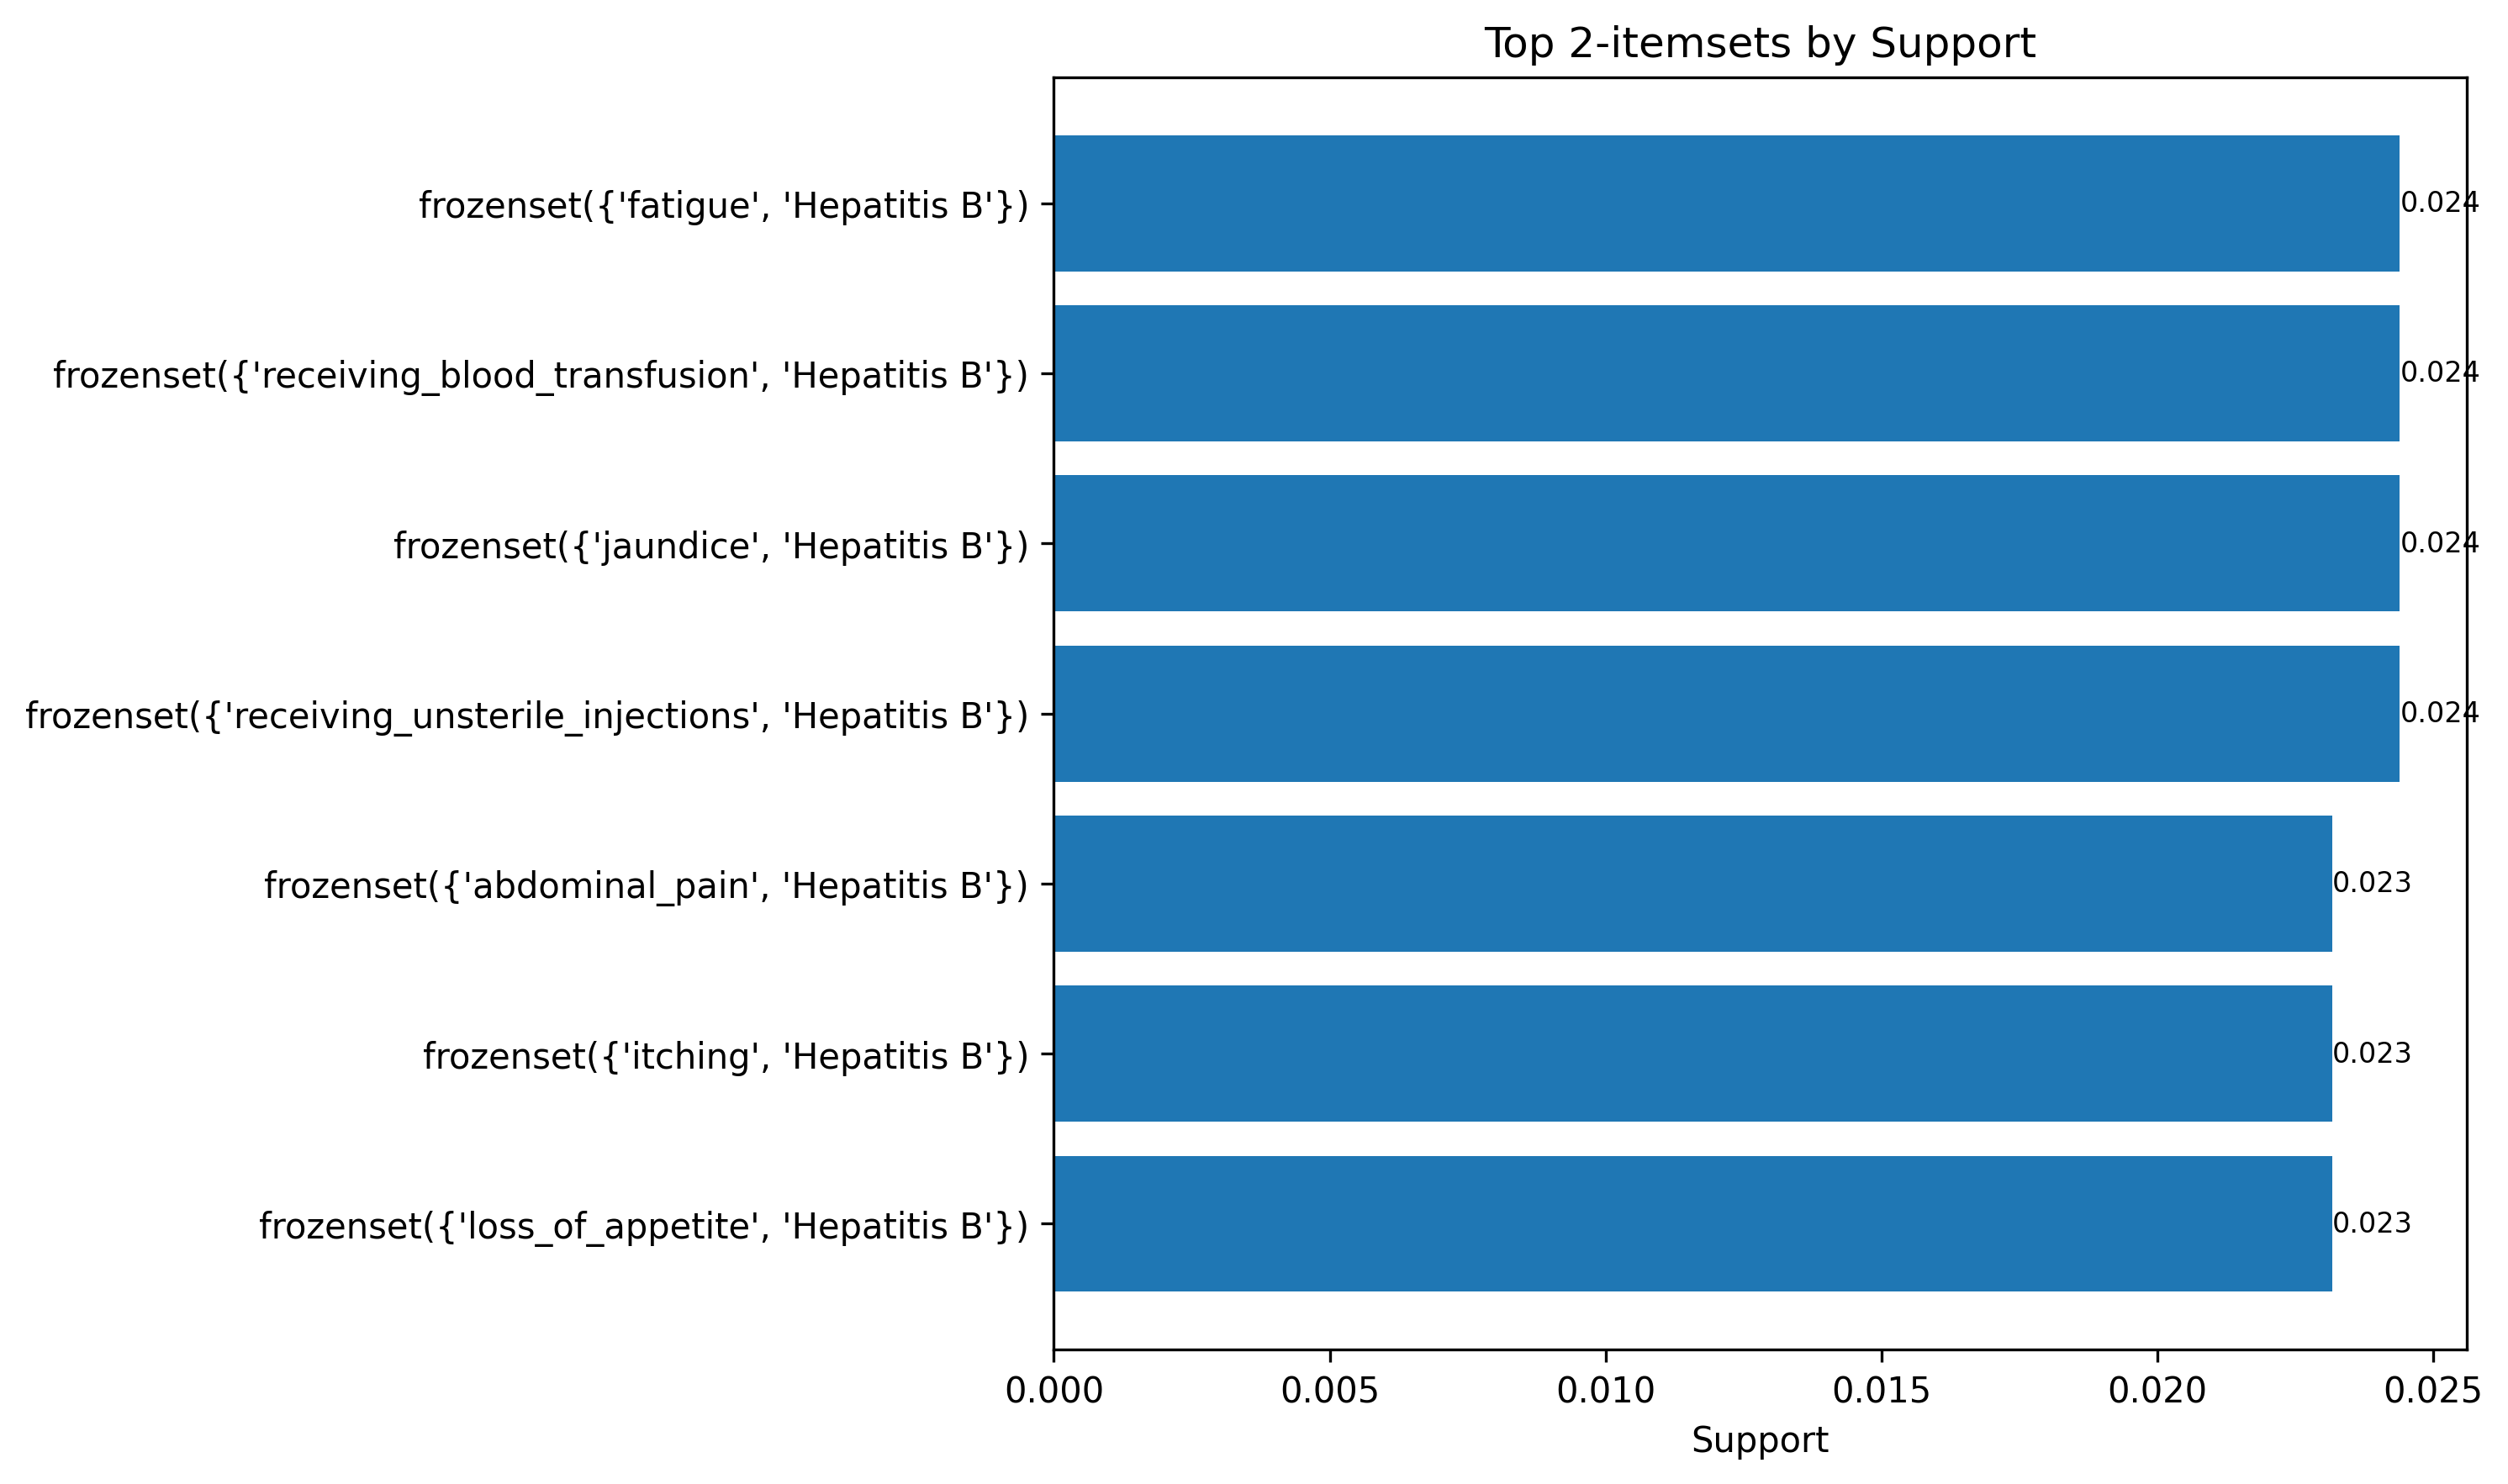 Top 2-itemsets by Support
frozenset({'fatigue', 'Hepatitis B'})
0.024
frozenset({'receiving_blood_transfusion', 'Hepatitis B'})
0.024
frozenset({'jaundice', 'Hepatitis B'})
0.024
frozenset({'receiving_unsterile_injections', 'Hepatitis B'})
0.024
frozenset({'abdominal_pain', 'Hepatitis B'})
0.023
frozenset({'itching', 'Hepatitis B'})
0.023
frozenset({'loss_of_appetite', 'Hepatitis B'})
0.023
0.000 0.005 0.010 0.015 0.020 0.025
Support